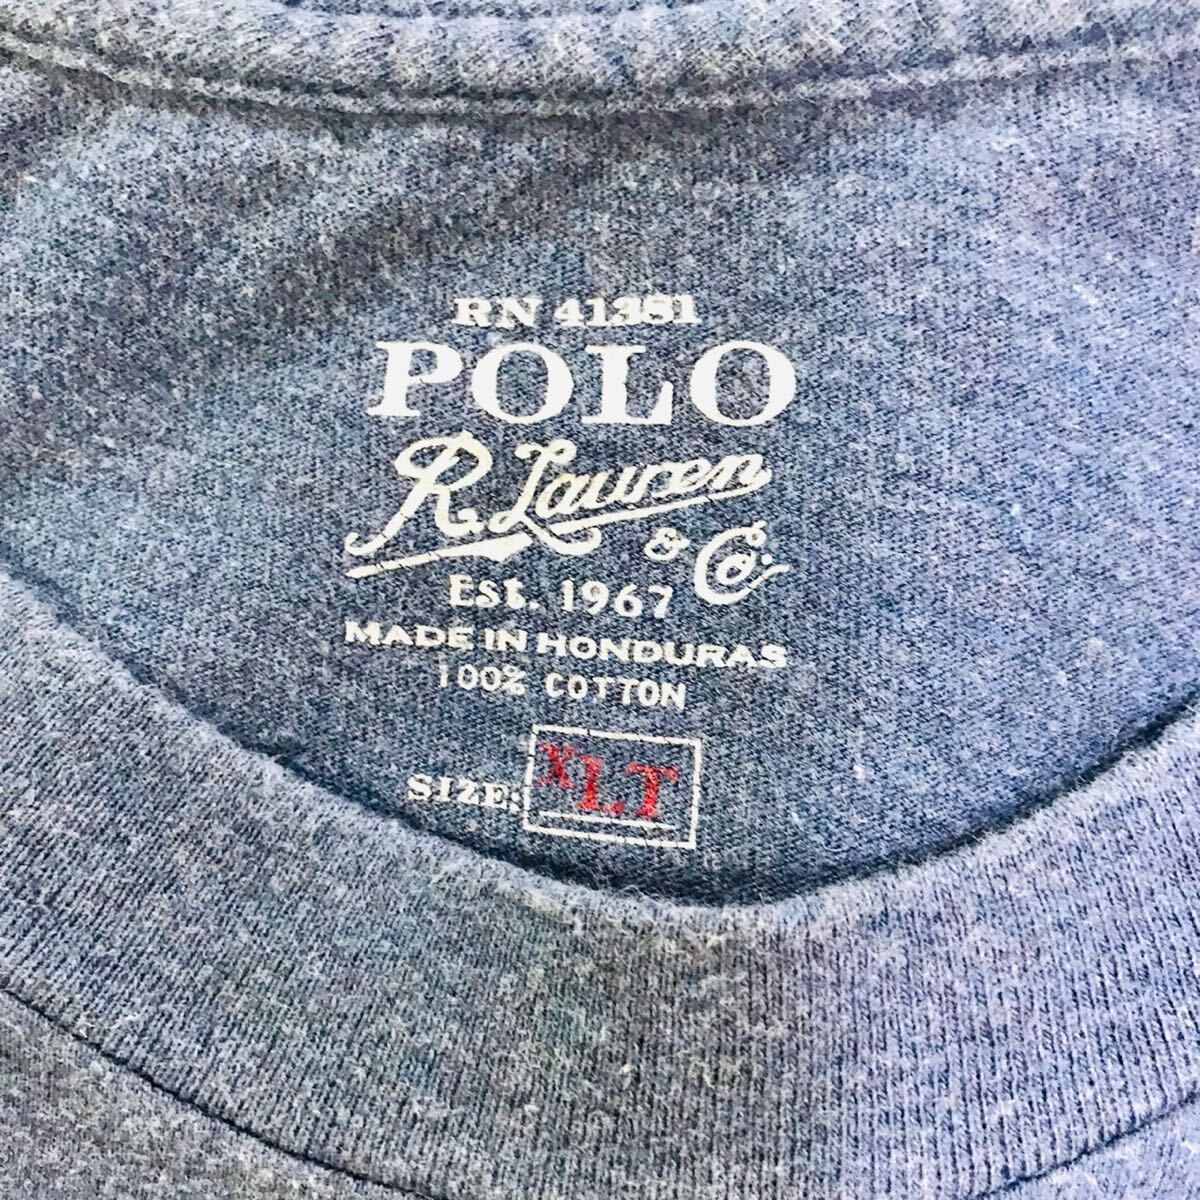 RN 41381
POLO
R. Lauren
& Co.
Est. 1967
MADE IN HONDURAS
100% COTTON
SIZE: XLT